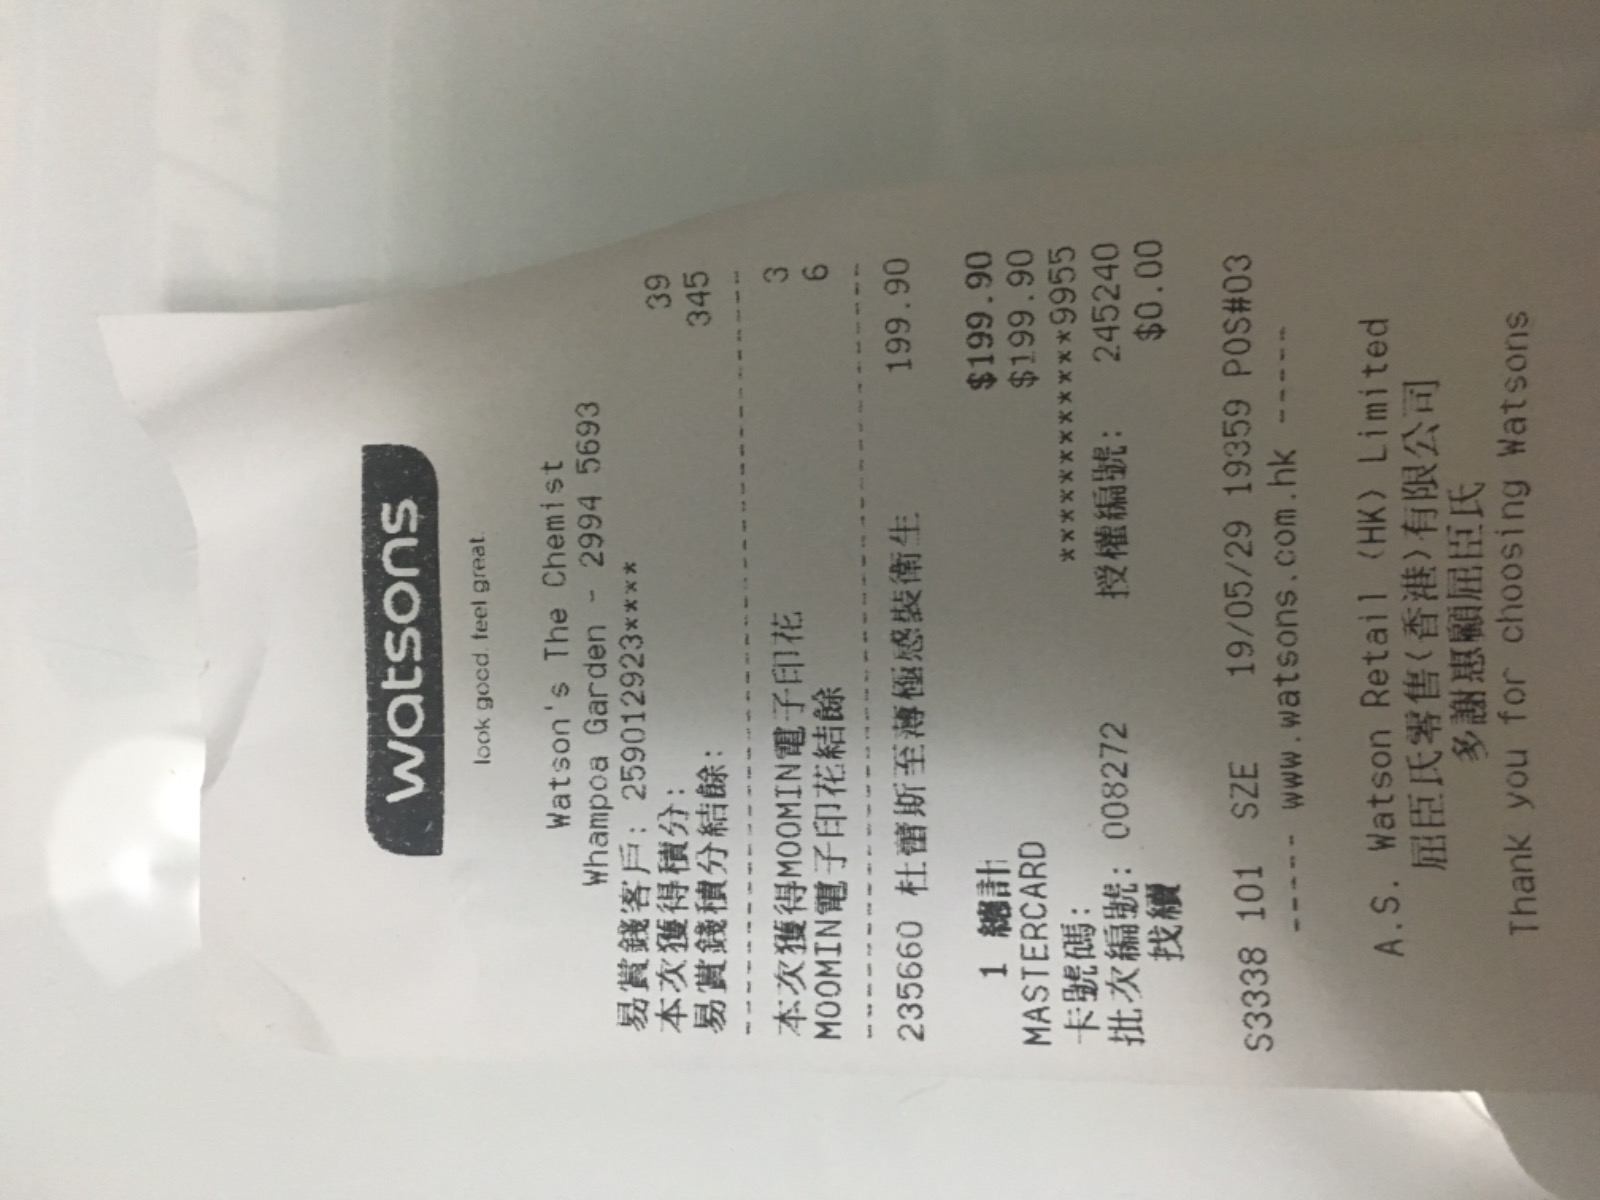 watsons
look good. feel great.
Watson's The Chemist
Whampoa Garden - 2994 5693
易賞錢客戶: 259012923****
本次獲得積分: 39
易賞錢積分結餘: 345
--------------------------------
本次獲得MOOMIN電子印花 3
MOOMIN電子印花結餘 6
--------------------------------
235660 杜蕾斯至薄極感裝衛生 199.90
1 總計 $199.90
MASTERCARD $199.90
卡號碼: ************9955
批次編號: 008272 授權編號: 245240
找續 $0.00
S3338 101 SZE 19/05/29 19359 POS#03
----- www.watsons.com.hk -----
A.S. Watson Retail (HK) Limited
屈臣氏零售(香港)有限公司
多謝惠顧屈臣氏
Thank you for choosing Watsons